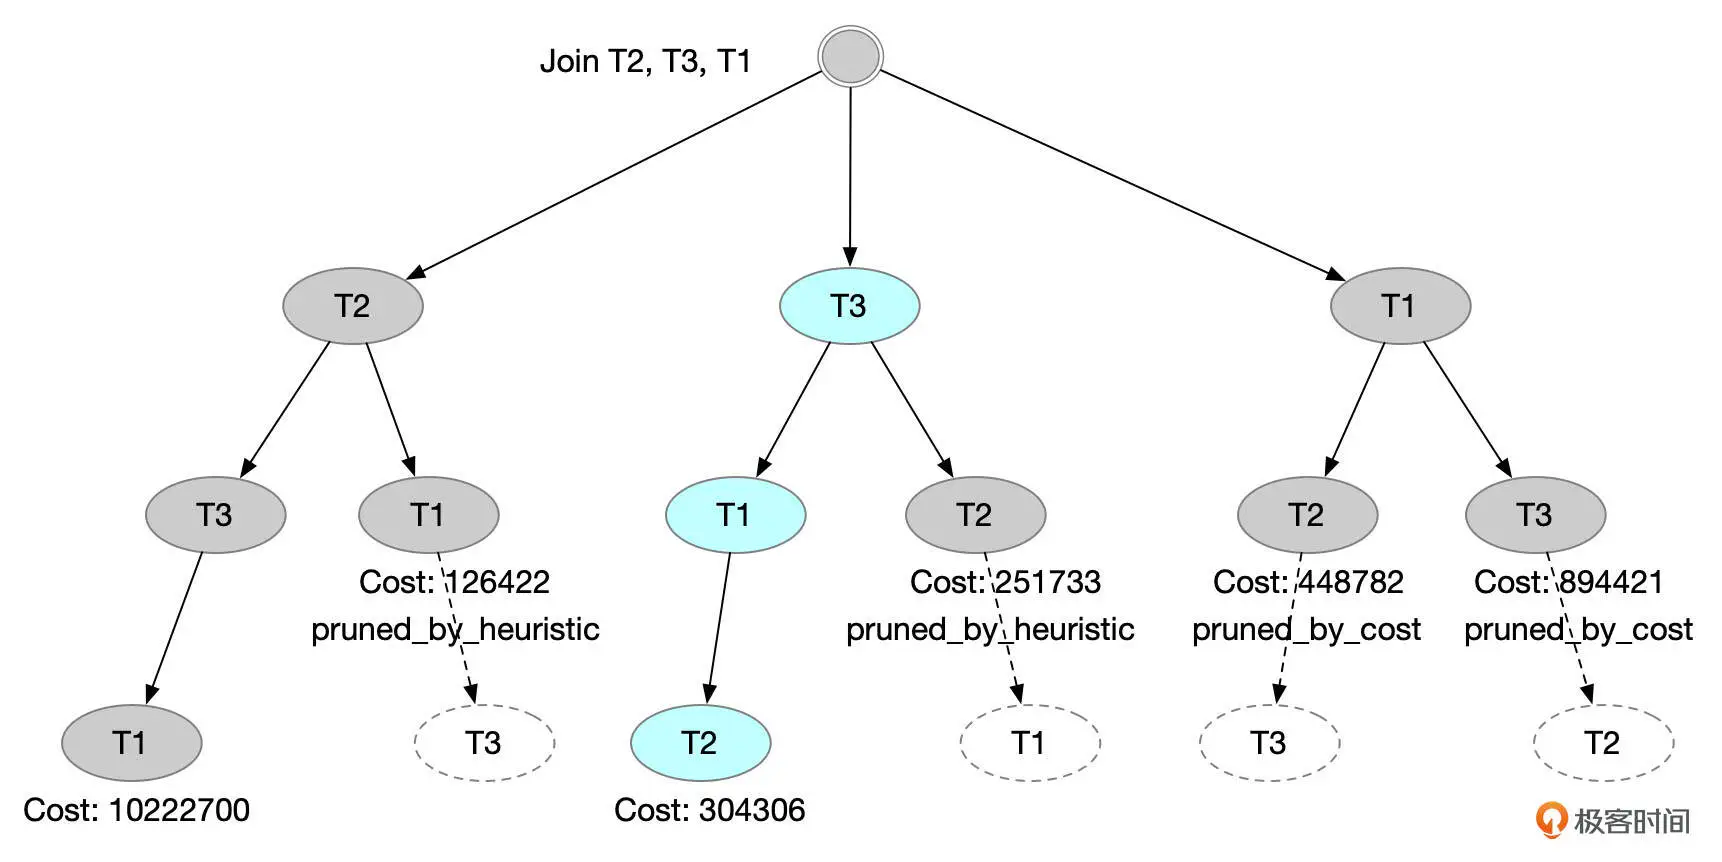 Join T2, T3, T1
T2
T3
T1
T3
T1
T1
T2
T2
T3
Cost: 126422
pruned_by_heuristic
Cost: 251733
pruned_by_heuristic
Cost: 448782
pruned_by_cost
Cost: 894421
pruned_by_cost
T1
T3
T2
T1
T3
T2
Cost: 10222700
Cost: 304306
极客时间